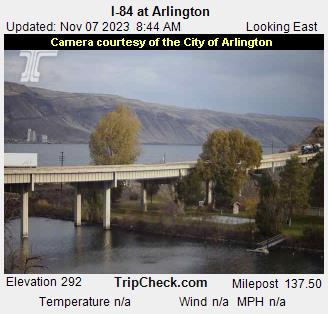 I-84 at Arlington
Updated: Nov 07 2023 8:44 AM Looking East
Camera courtesy of the City of Arlington
Elevation 292 TripCheck.com Milepost 137.50
Temperature n/a Wind n/a MPH n/a